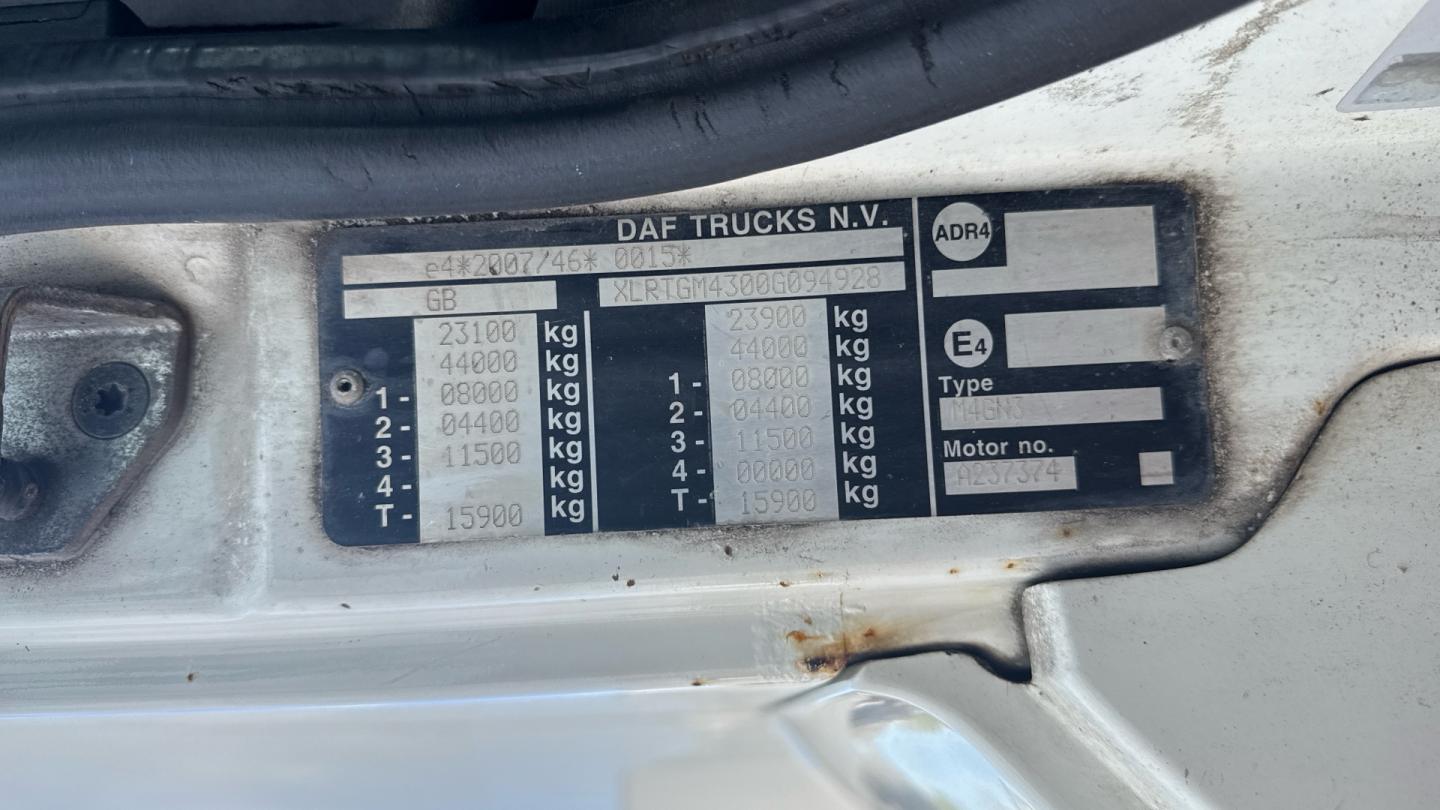 DAF TRUCKS N.V.
e4*2007/46* 0015*
GB XLRTGM4300G094928
23100 kg 23900 kg
44000 kg 44000 kg
1- 08000 kg 1- 08000 kg
2- 04400 kg 2- 04400 kg
3- 11500 kg 3- 11500 kg
4- kg 4- 00000 kg
T- 15900 kg T- 15900 kg
ADR4
E4
Type
M4GN3
Motor no.
A237374